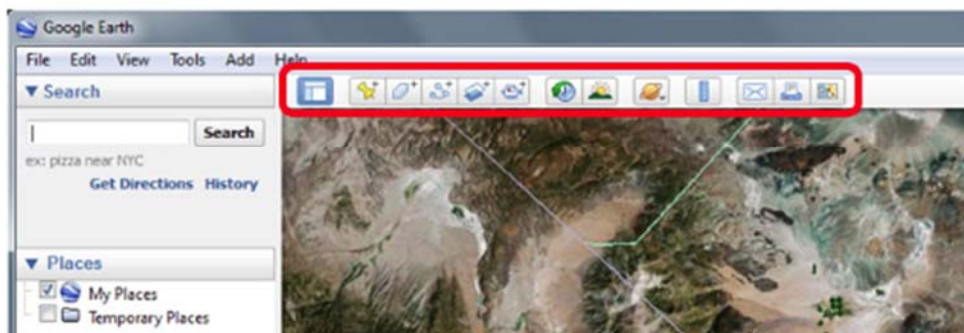 Google Earth
File Edit View Tools Add Help
Search
Search
ex: pizza near NYC
Get Directions History
Places
My Places
Temporary Places